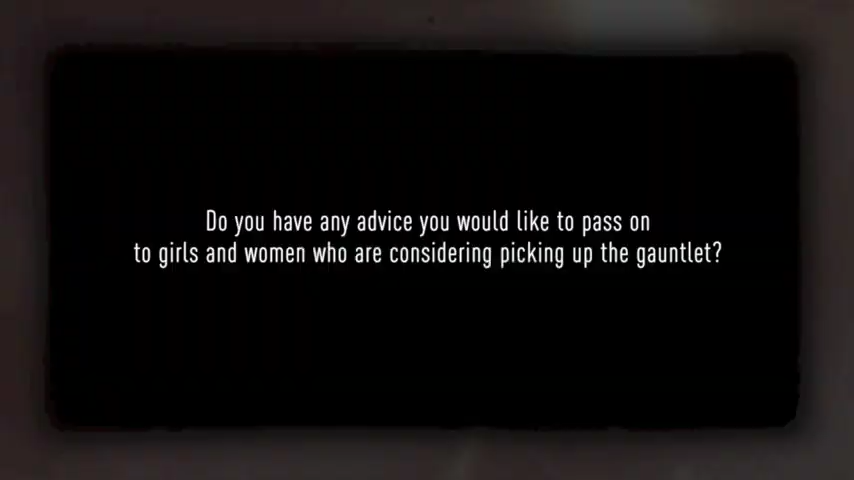 Do you have any advice you would like to pass on
to girls and women who are considering picking up the gauntlet?